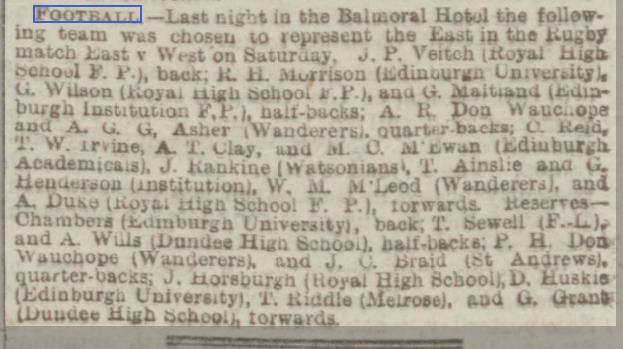 FOOTBALL.—Last night in the Balmoral Hotel the follow-
ing team was chosen to represent the East in the Rugby
match East v West on Saturday. J. P. Veitch (Royal High
School F. P.), back; R. H. Morrison (Edinburgh University),
G. Wilson (Royal High School F.P.), and G. Maitland (Edin-
burgh Institution F.P.), half-backs; A. R. Don Wauchope
and A. G. G. Asher (Wanderers), quarter-backs; C. Reid,
T. W. Irvine, A. T. Clay, and M. C. M'Ewan (Edinburgh
Academicals), J. Rankine (Watsonians), T. Ainslie and G.
Henderson (Institution), W. M. M'Leod (Wanderers), and
A. Duke (Royal High School F. P.), forwards. Reserves—
Chambers (Edinburgh University), back; T. Sewell (F.-L.),
and A. Wills (Dundee High School), half-backs; P. H. Don
Wauchope (Wanderers), and J. C. Braid (St Andrews),
quarter-backs; J. Horsburgh (Royal High School), D. Huskie
(Edinburgh University), T. Riddle (Melrose), and G. Grant
(Dundee High School), forwards.